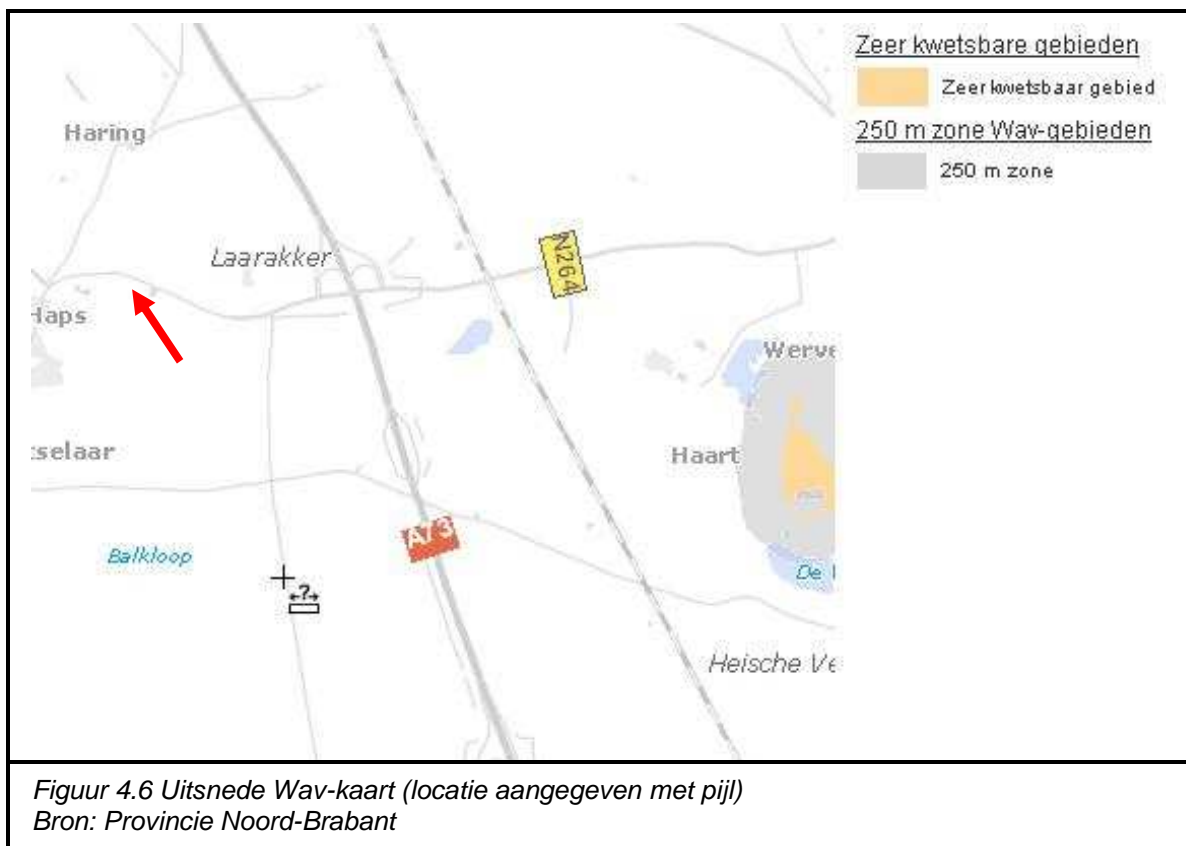 Zeer kwetsbare gebieden
Zeer kwetsbaar gebied
250 m zone Wav-gebieden
250 m zone
Haring
Laarakker
N264
Haps
Werve
tselaar
Haart
A73
Balkloop
?
De
Heische Ve
Figuur 4.6 Uitsnede Wav-kaart (locatie aangegeven met pijl)
Bron: Provincie Noord-Brabant